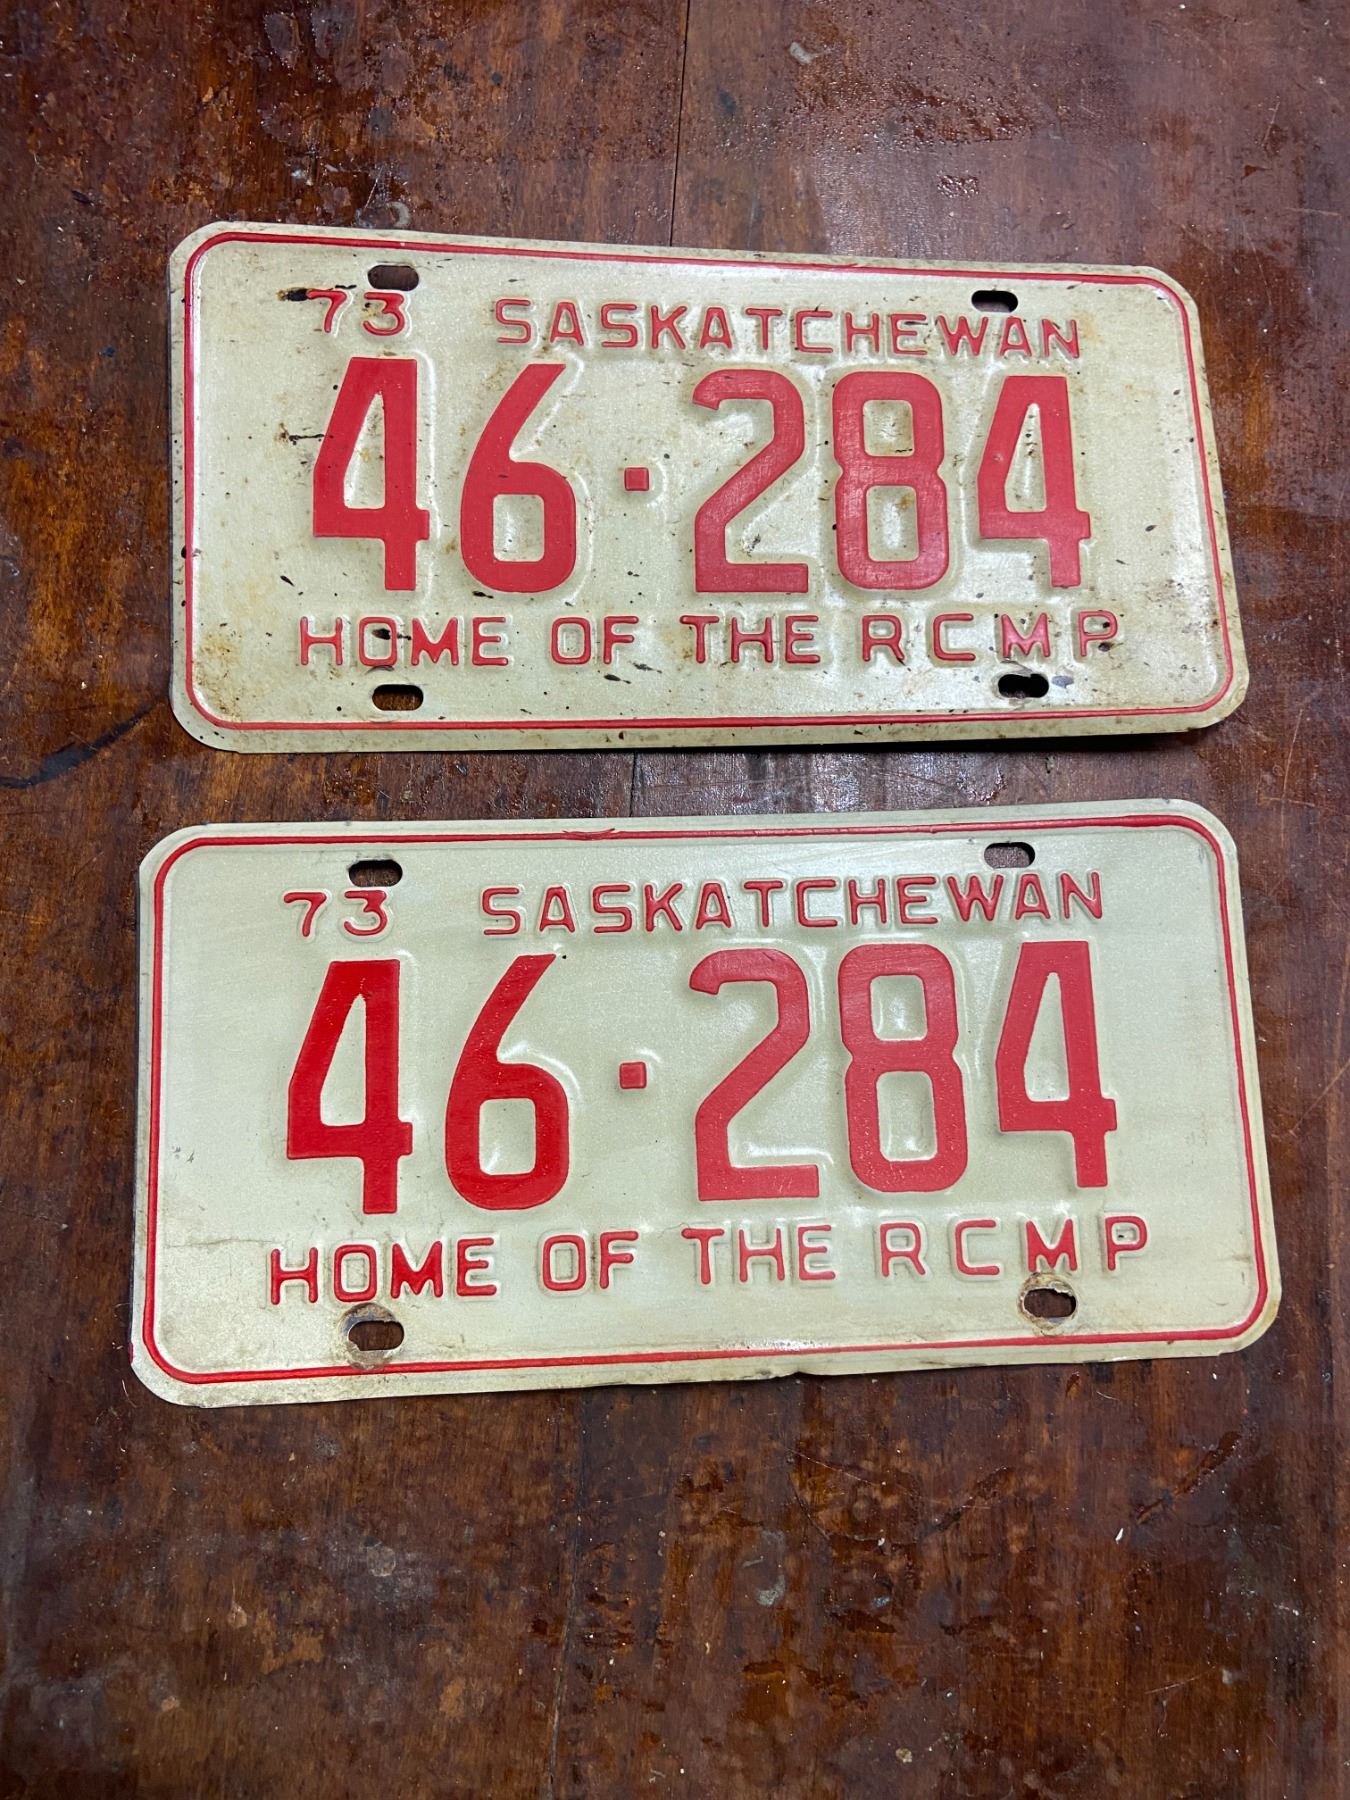 73 SASKATCHEWAN
46·284
HOME OF THE RCMP
73 SASKATCHEWAN
46·284
HOME OF THE RCMP